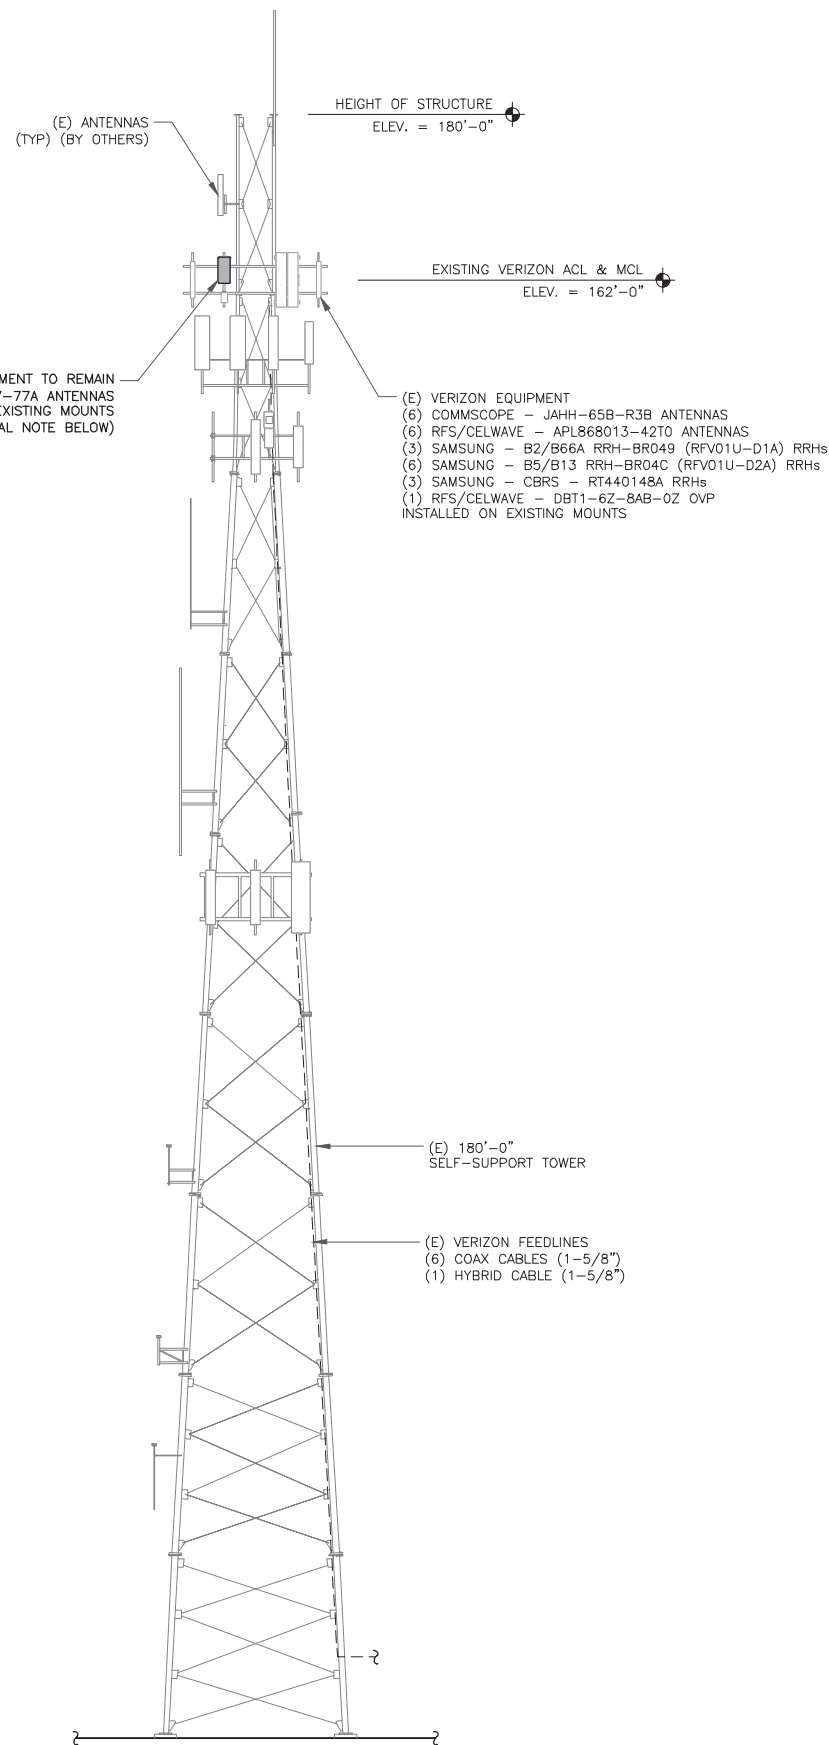 HEIGHT OF STRUCTURE
ELEV. = 180'-0"
(E) ANTENNAS
(TYP) (BY OTHERS)
EXISTING VERIZON ACL & MCL
ELEV. = 162'-0"
TO REMAIN
-77A ANTENNAS
EXISTING MOUNTS
NOTE BELOW)
(E) VERIZON EQUIPMENT
(6) COMMSCOPE - JAHH-65B-R3B ANTENNAS
(6) RFS/CELWAVE - APL868013-42T0 ANTENNAS
(3) SAMSUNG - B2/B66A RRH-BR049 (RFV01U-D1A) RRHs
(6) SAMSUNG - B5/B13 RRH-BR04C (RFV01U-D2A) RRHs
(3) SAMSUNG - CBRS - RT440148A RRHs
(1) RFS/CELWAVE - DBT1-6Z-8AB-0Z OVP
INSTALLED ON EXISTING MOUNTS
(E) 180'-0"
SELF-SUPPORT TOWER
(E) VERIZON FEEDLINES
(6) COAX CABLES (1-5/8")
(1) HYBRID CABLE (1-5/8")